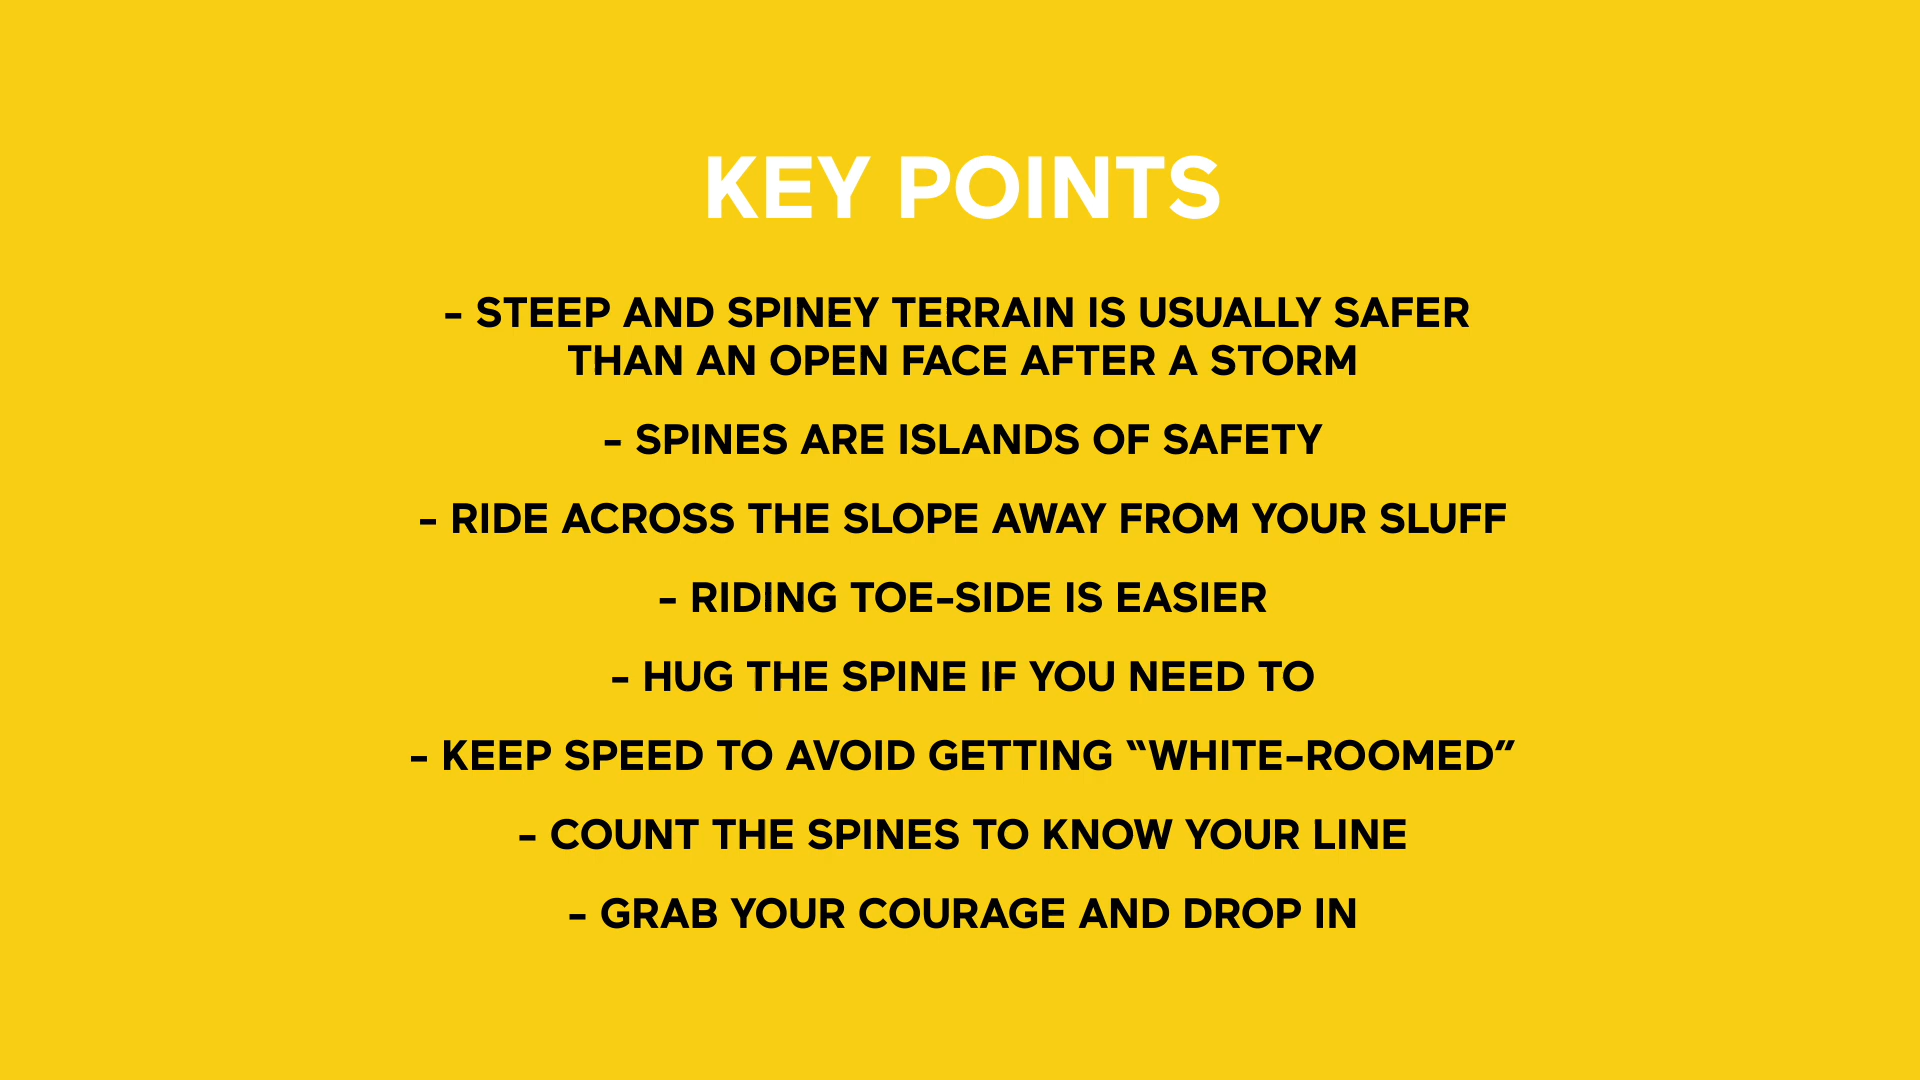 KEY POINTS
- STEEP AND SPINEY TERRAIN IS USUALLY SAFER
THAN AN OPEN FACE AFTER A STORM
- SPINES ARE ISLANDS OF SAFETY
- RIDE ACROSS THE SLOPE AWAY FROM YOUR SLUFF
- RIDING TOE-SIDE IS EASIER
- HUG THE SPINE IF YOU NEED TO
- KEEP SPEED TO AVOID GETTING “WHITE-ROOMED”
- COUNT THE SPINES TO KNOW YOUR LINE
- GRAB YOUR COURAGE AND DROP IN